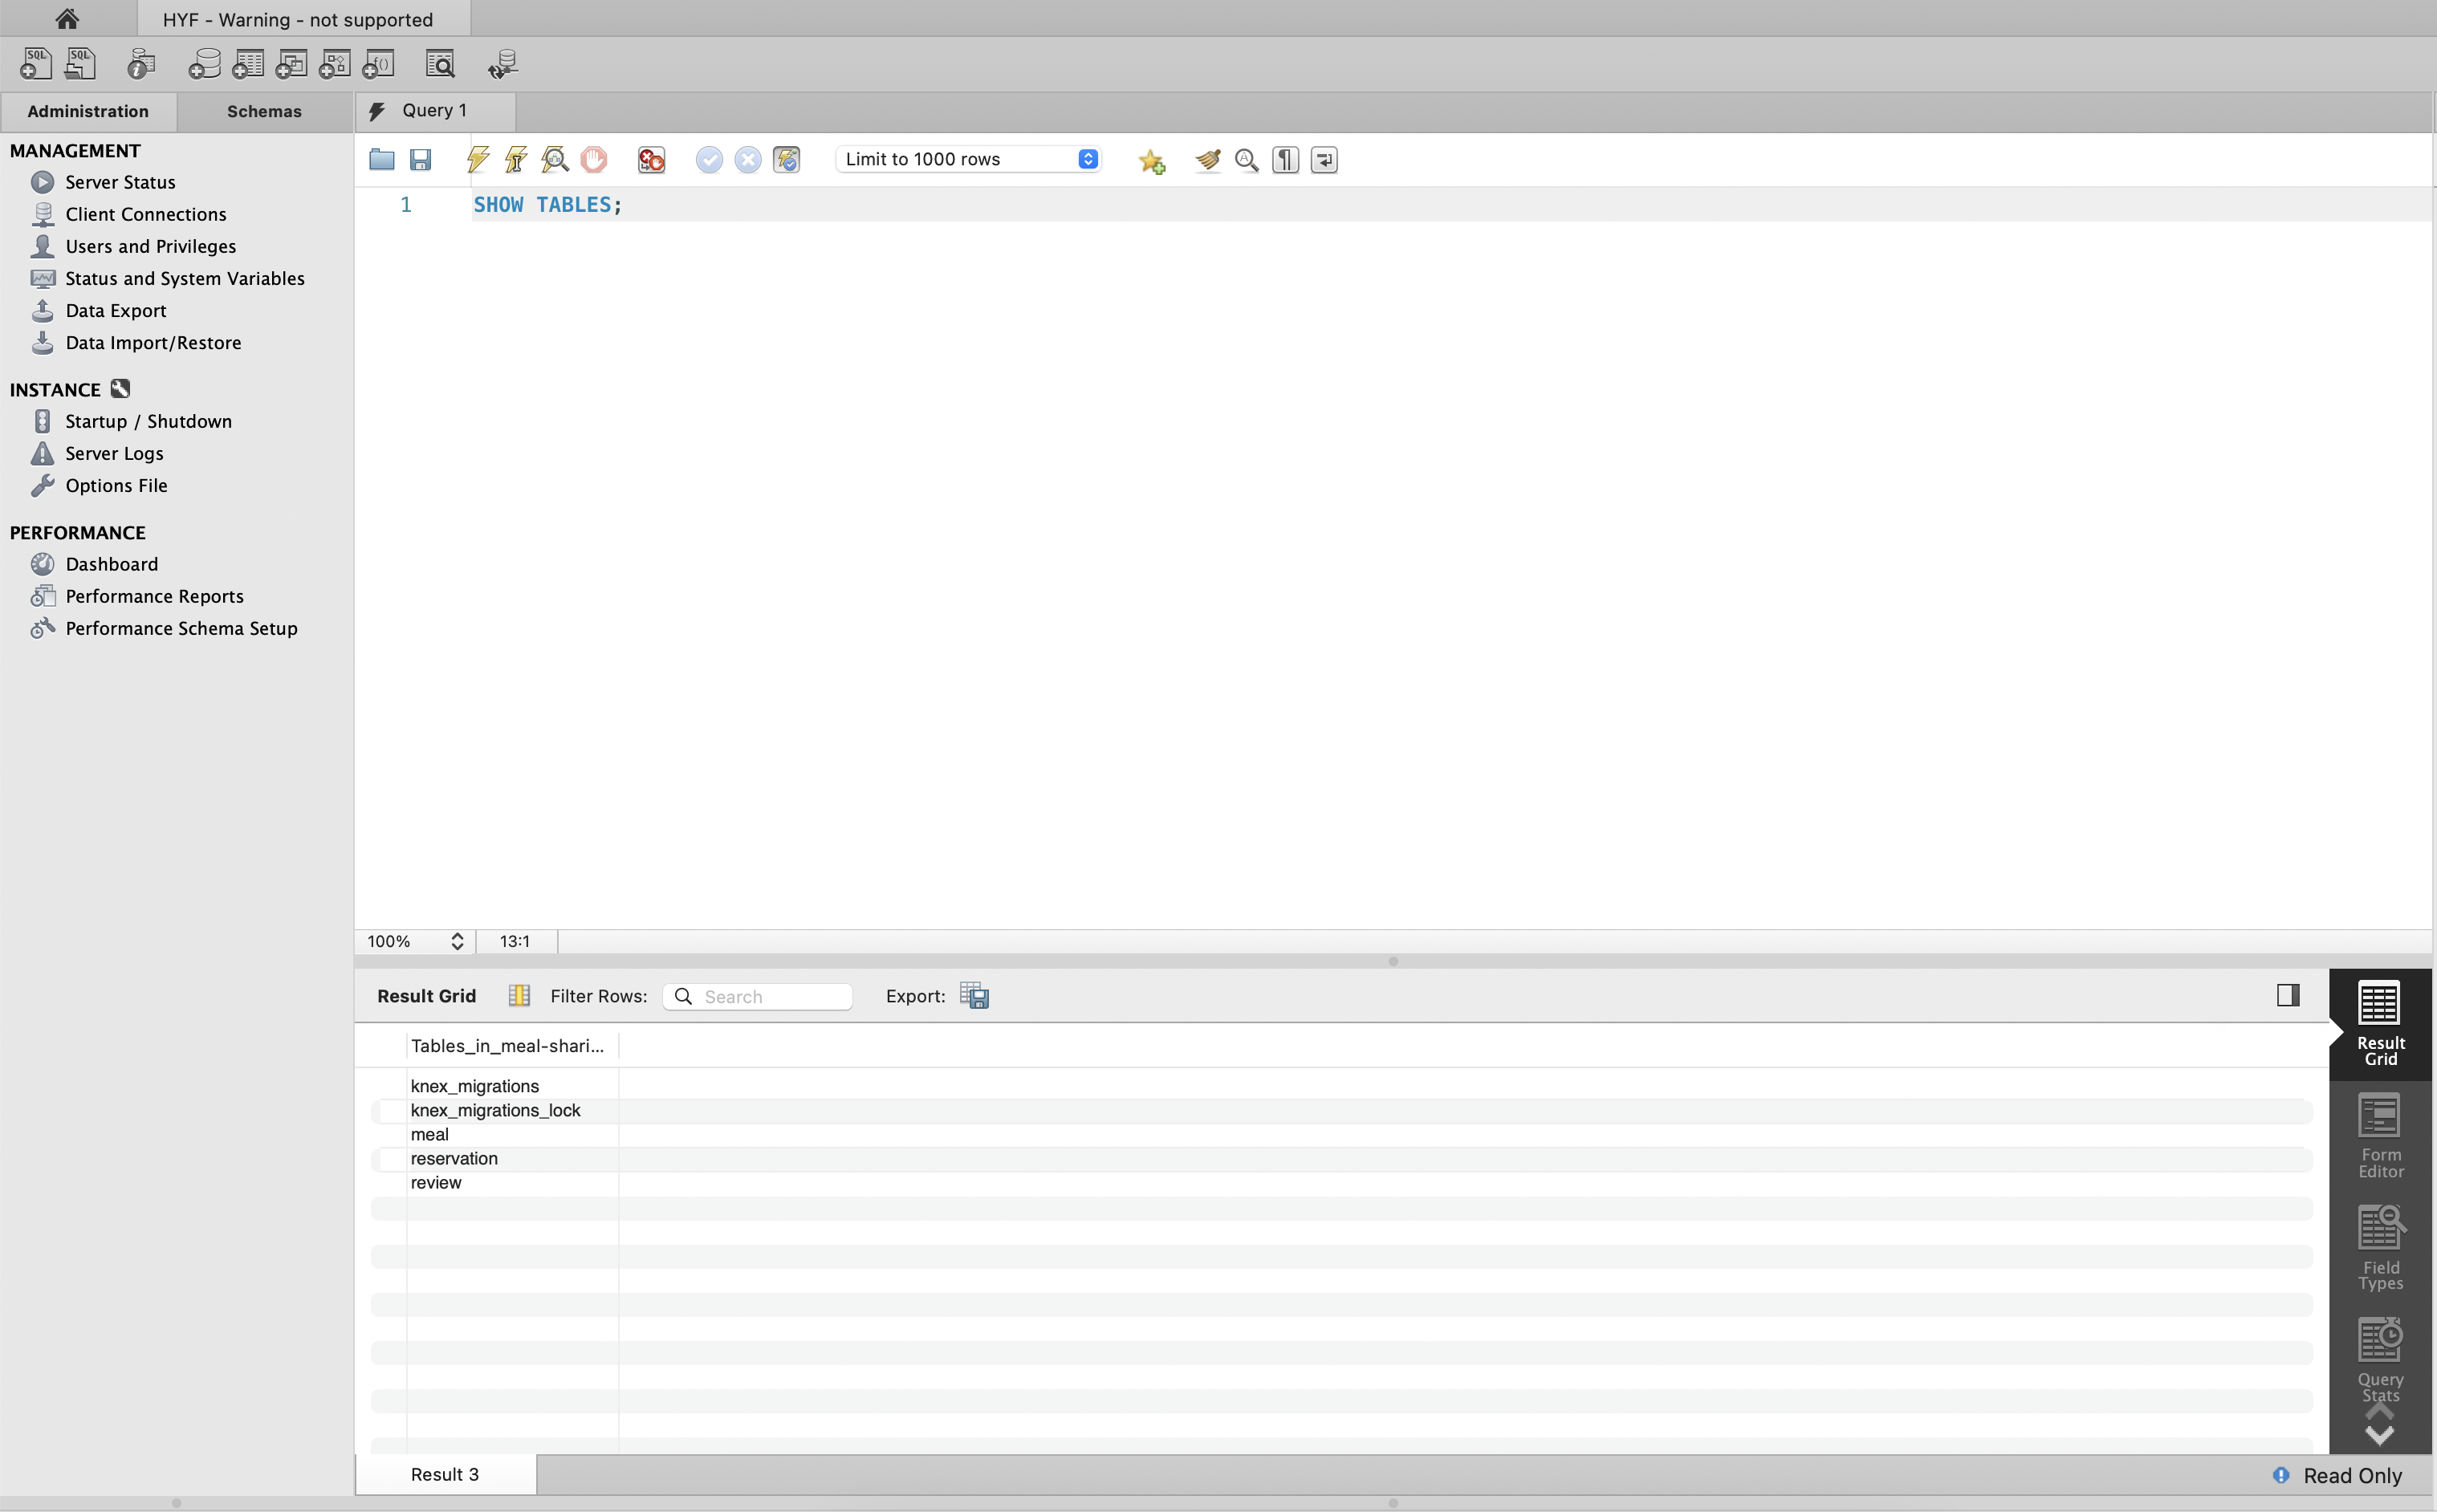 HYF - Warning - not supported
SQL SQL f()
Administration Schemas Query 1
MANAGEMENT
Server Status
Client Connections
Users and Privileges
Status and System Variables
Data Export
Data Import/Restore
INSTANCE
Startup / Shutdown
Server Logs
Options File
PERFORMANCE
Dashboard
Performance Reports
Performance Schema Setup
Limit to 1000 rows
1 SHOW TABLES;
100% 13:1
Result Grid Filter Rows: Search Export:
Tables_in_meal-shari...
knex_migrations
knex_migrations_lock
meal
reservation
review
Result
Grid
Form
Editor
Field
Types
Query
Stats
Result 3 Read Only